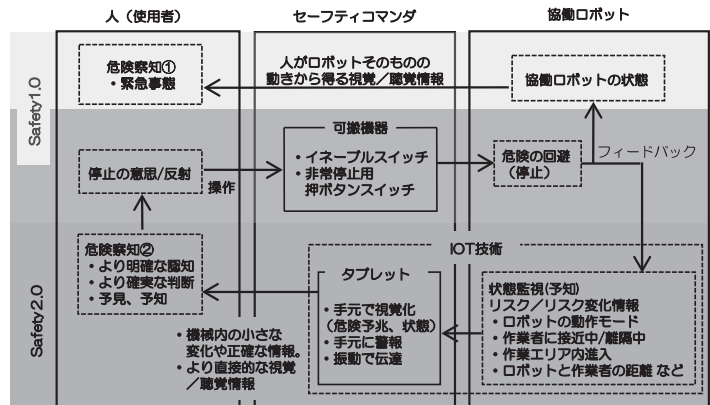 人（使用者）
セーフティコマンダ
協働ロボット
Safety1.0
危険察知①
・緊急事態
人がロボットそのものの
動きから得る視覚／聴覚情報
協働ロボットの状態
停止の意思/反射
操作
可搬機器
・イネーブルスイッチ
・非常停止用
押ボタンスイッチ
危険の回避
（停止）
フィードバック
Safety2.0
危険察知②
・より明確な認知
・より確実な判断
・予見、予知
・機械内の小さな
変化や正確な情報。
・より直接的な視覚
／聴覚情報
IOT技術
タブレット
・手元で視覚化
（危険予兆、状態）
・手元に警報
・振動で伝達
状態監視(予知)
リスク／リスク変化情報
・ロボットの動作モード
・作業者に接近中/離隔中
・作業エリア内進入
・ロボットと作業者の距離 など